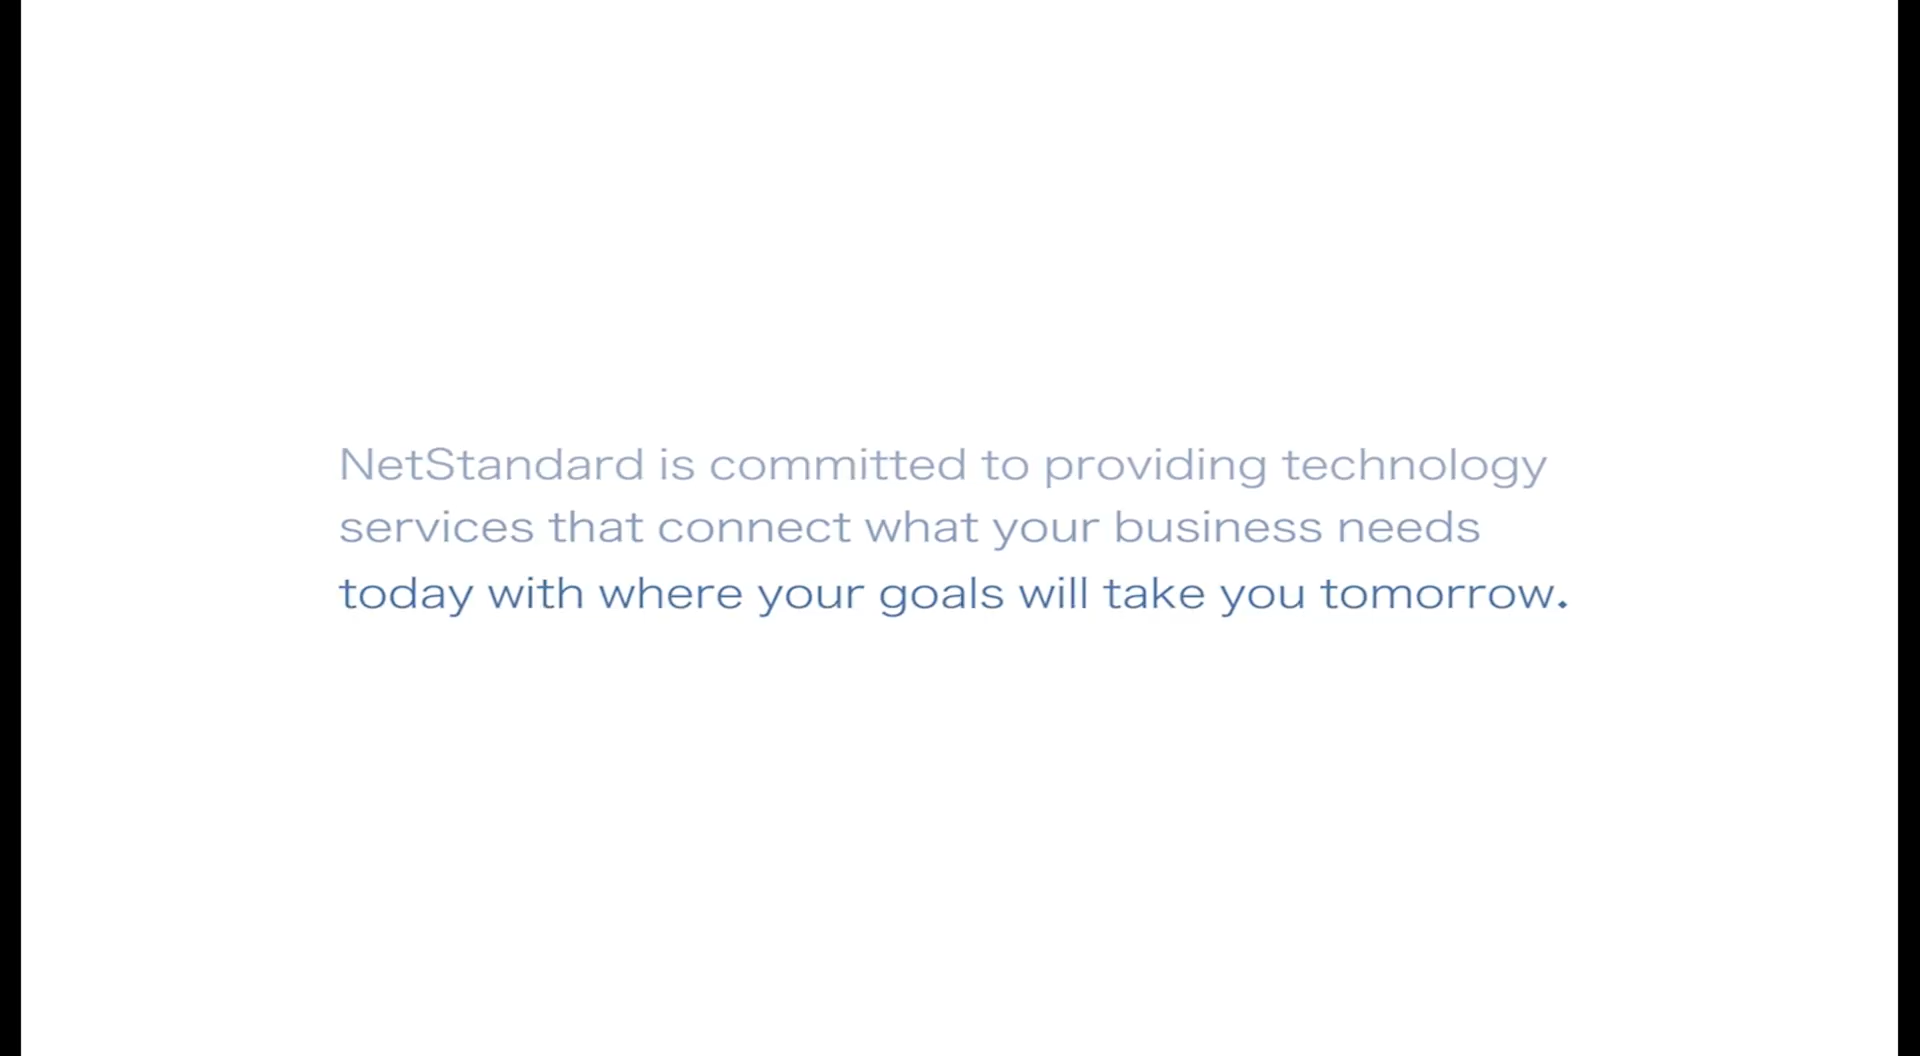 NetStandard is committed to providing technology
services that connect what your business needs
today with where your goals will take you tomorrow.